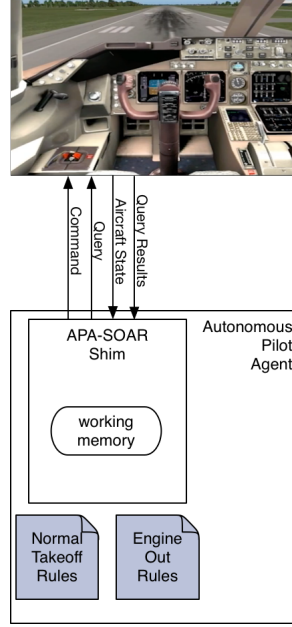 Command
Query
Aircraft State
Query Results
APA-SOAR
Shim
Autonomous
Pilot
Agent
working
memory
Normal
Takeoff
Rules
Engine
Out
Rules